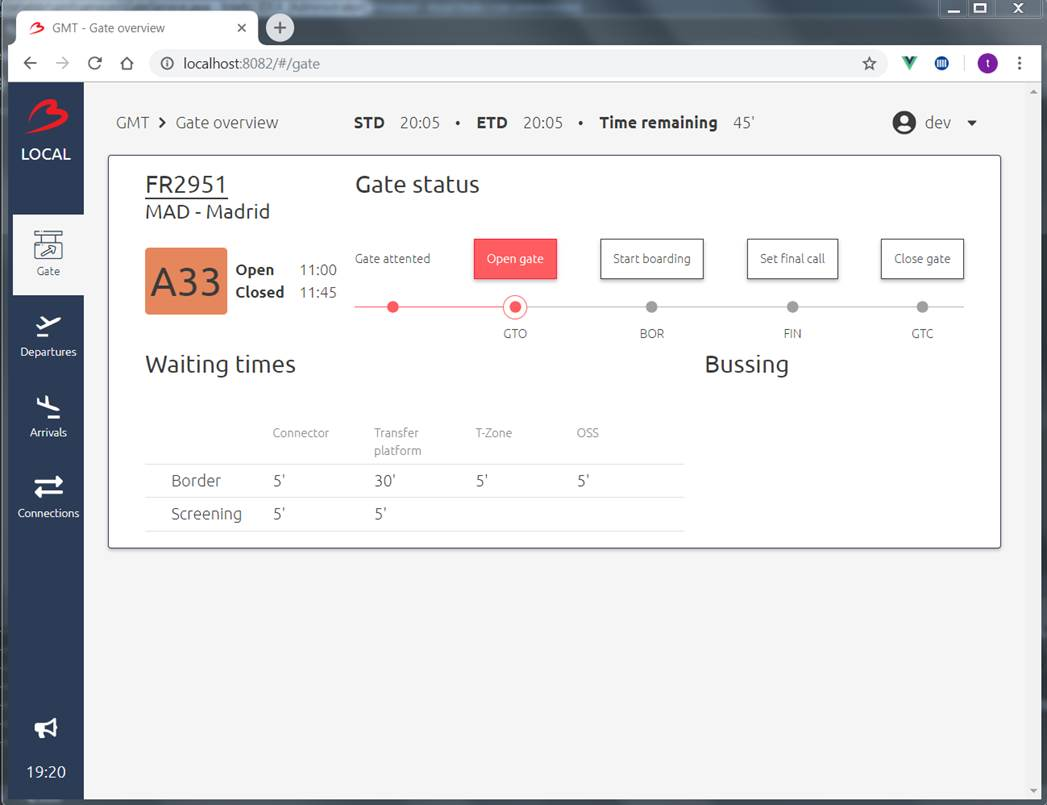 GMT - Gate overview
localhost:8082/#/gate
t
LOCAL
GMT > Gate overview
STD 20:05 • ETD 20:05 • Time remaining 45'
dev
Gate
Departures
Arrivals
Connections
19:20
FR2951
MAD - Madrid
A33
Open 11:00
Closed 11:45
Gate status
Gate attented
Open gate
Start boarding
Set final call
Close gate
GTO
BOR
FIN
GTC
Waiting times
Connector
Transfer
platform
T-Zone
OSS
Border 5' 30' 5' 5'
Screening 5' 5'
Bussing